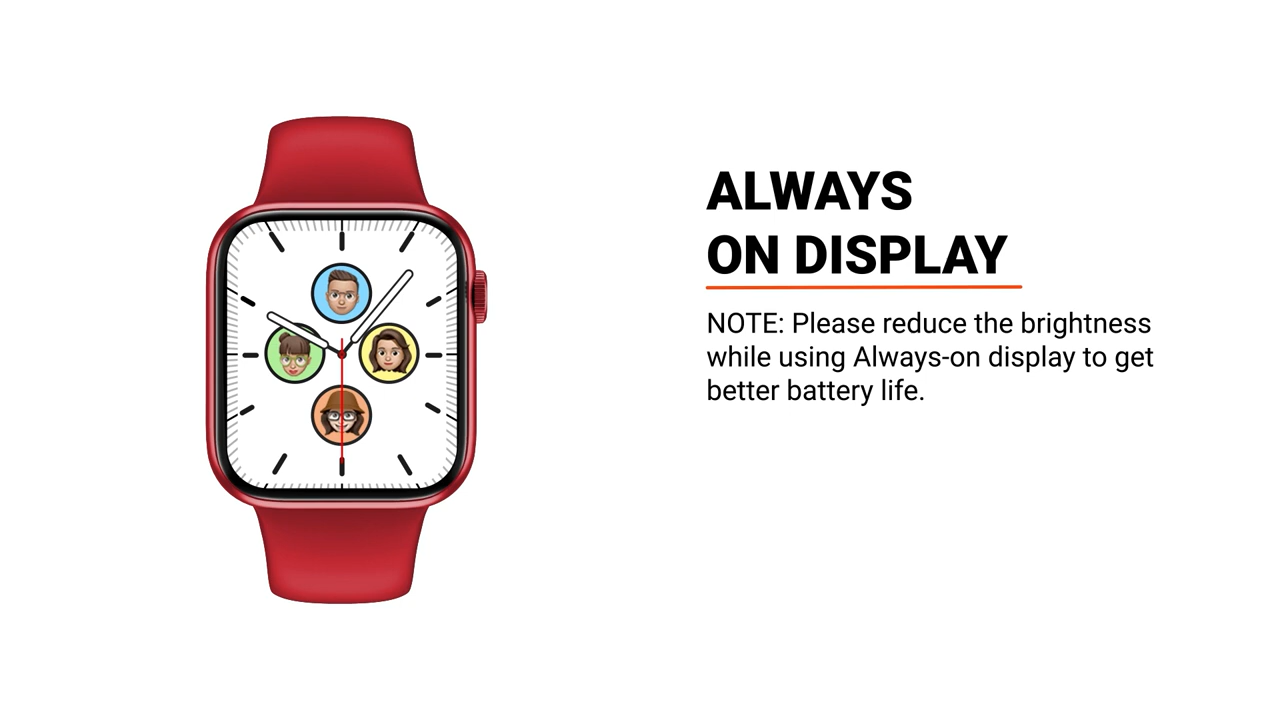 ALWAYS
ON DISPLAY
NOTE: Please reduce the brightness
while using Always-on display to get
better battery life.